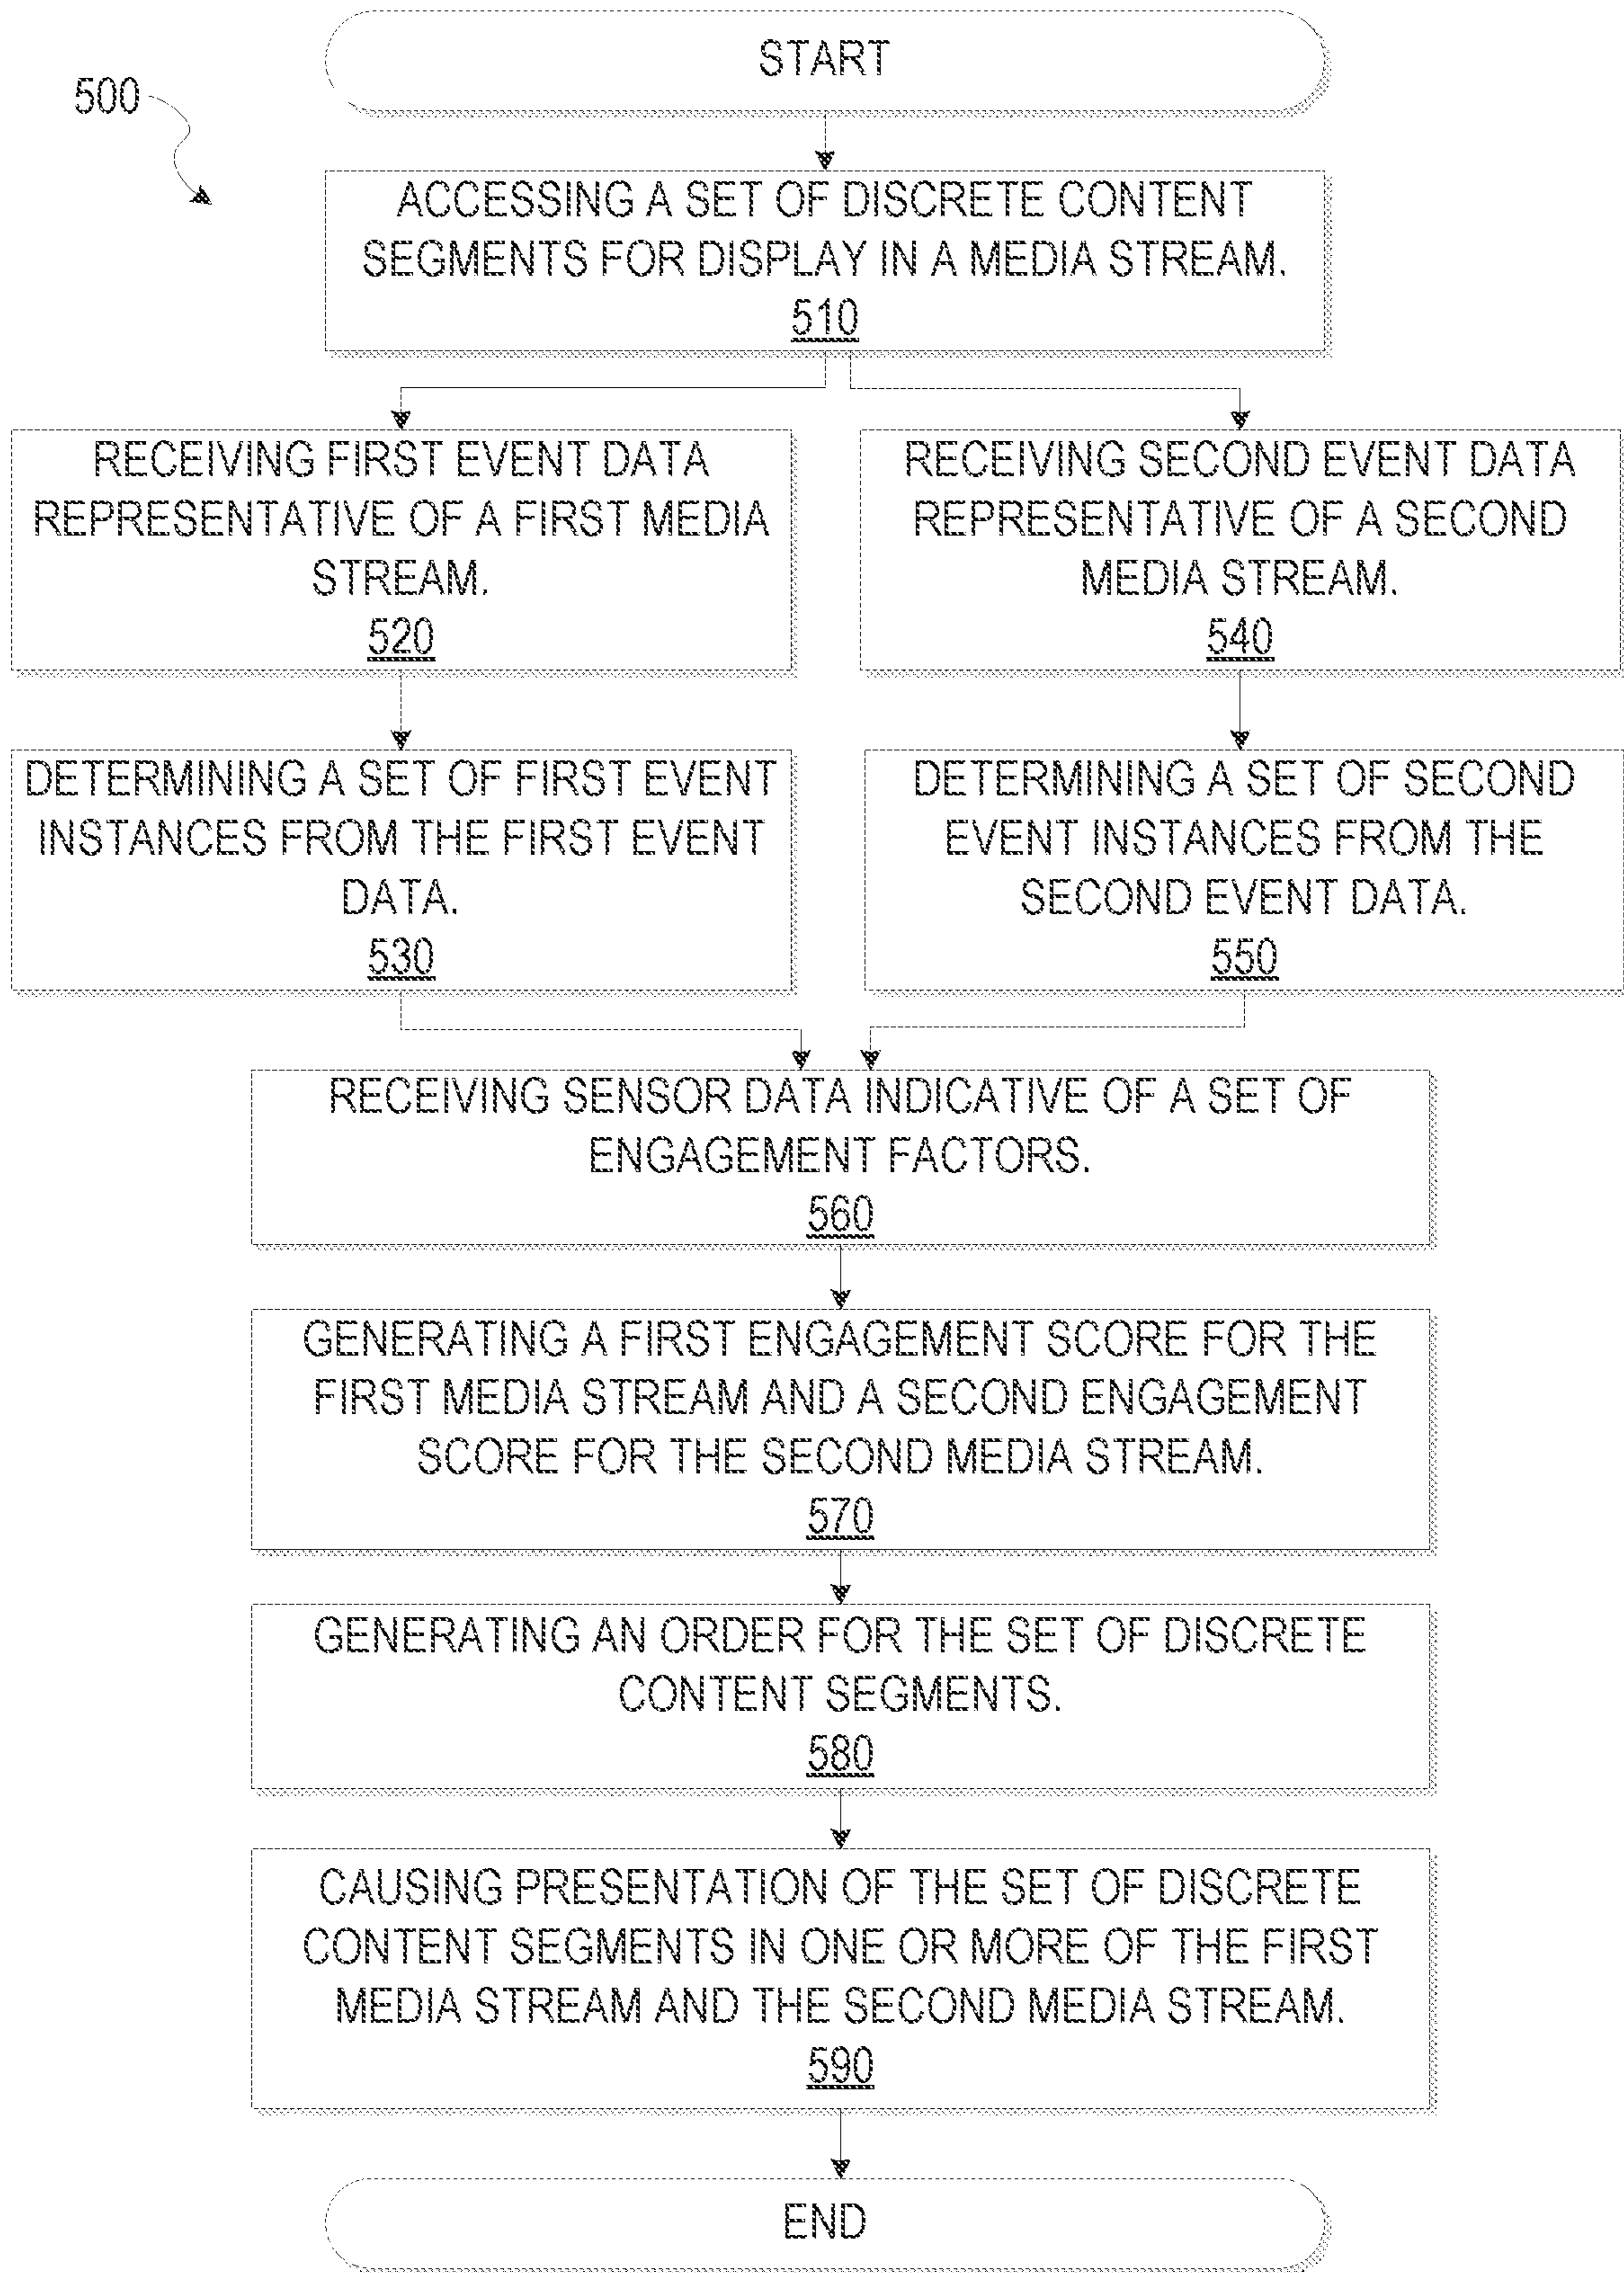 START
500
ACCESSING A SET OF DISCRETE CONTENT
SEGMENTS FOR DISPLAY IN A MEDIA STREAM.
510
RECEIVING FIRST EVENT DATA
REPRESENTATIVE OF A FIRST MEDIA
STREAM.
520
RECEIVING SECOND EVENT DATA
REPRESENTATIVE OF A SECOND
MEDIA STREAM.
540
DETERMINING A SET OF FIRST EVENT
INSTANCES FROM THE FIRST EVENT
DATA.
530
DETERMINING A SET OF SECOND
EVENT INSTANCES FROM THE
SECOND EVENT DATA.
550
RECEIVING SENSOR DATA INDICATIVE OF A SET OF
ENGAGEMENT FACTORS.
560
GENERATING A FIRST ENGAGEMENT SCORE FOR THE
FIRST MEDIA STREAM AND A SECOND ENGAGEMENT
SCORE FOR THE SECOND MEDIA STREAM.
570
GENERATING AN ORDER FOR THE SET OF DISCRETE
CONTENT SEGMENTS.
580
CAUSING PRESENTATION OF THE SET OF DISCRETE
CONTENT SEGMENTS IN ONE OR MORE OF THE FIRST
MEDIA STREAM AND THE SECOND MEDIA STREAM.
590
END